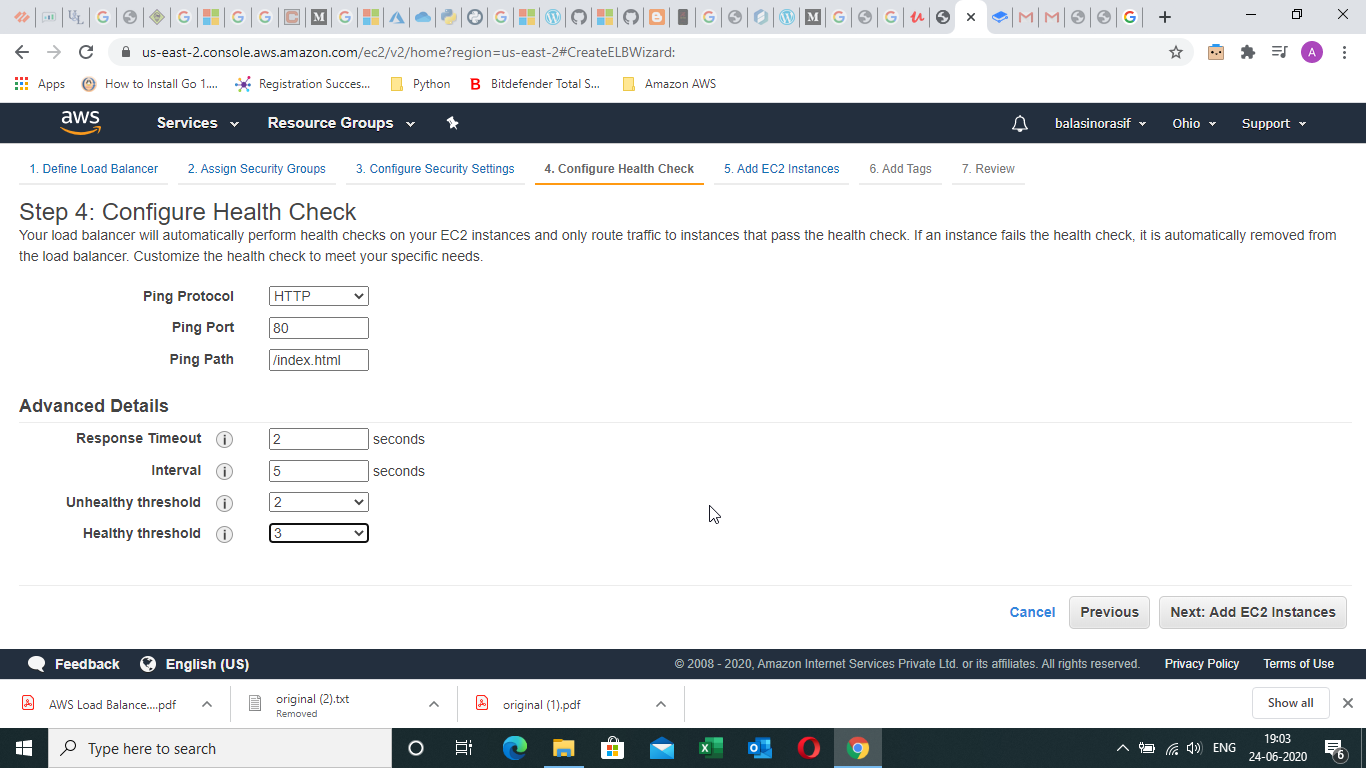 us-east-2.console.aws.amazon.com/ec2/v2/home?region=us-east-2#CreateELBWizard:
A
Apps
How to Install Go 1....
Registration Succes...
Python
Bitdefender Total S...
Amazon AWS
aws
Services
Resource Groups
balasinorasif
Ohio
Support
1. Define Load Balancer
2. Assign Security Groups
3. Configure Security Settings
4. Configure Health Check
5. Add EC2 Instances
6. Add Tags
7. Review
Step 4: Configure Health Check
Your load balancer will automatically perform health checks on your EC2 instances and only route traffic to instances that pass the health check. If an instance fails the health check, it is automatically removed from
the load balancer. Customize the health check to meet your specific needs.
Ping Protocol HTTP
Ping Port 80
Ping Path /index.html
Advanced Details
Response Timeout 2 seconds
Interval 5 seconds
Unhealthy threshold 2
Healthy threshold 3
Cancel
Previous
Next: Add EC2 Instances
Feedback
English (US)
© 2008 - 2020, Amazon Internet Services Private Ltd. or its affiliates. All rights reserved.
Privacy Policy
Terms of Use
AWS Load Balance....pdf
original (2).txt
Removed
original (1).pdf
Show all
Type here to search
ENG
19:03
24-06-2020
6